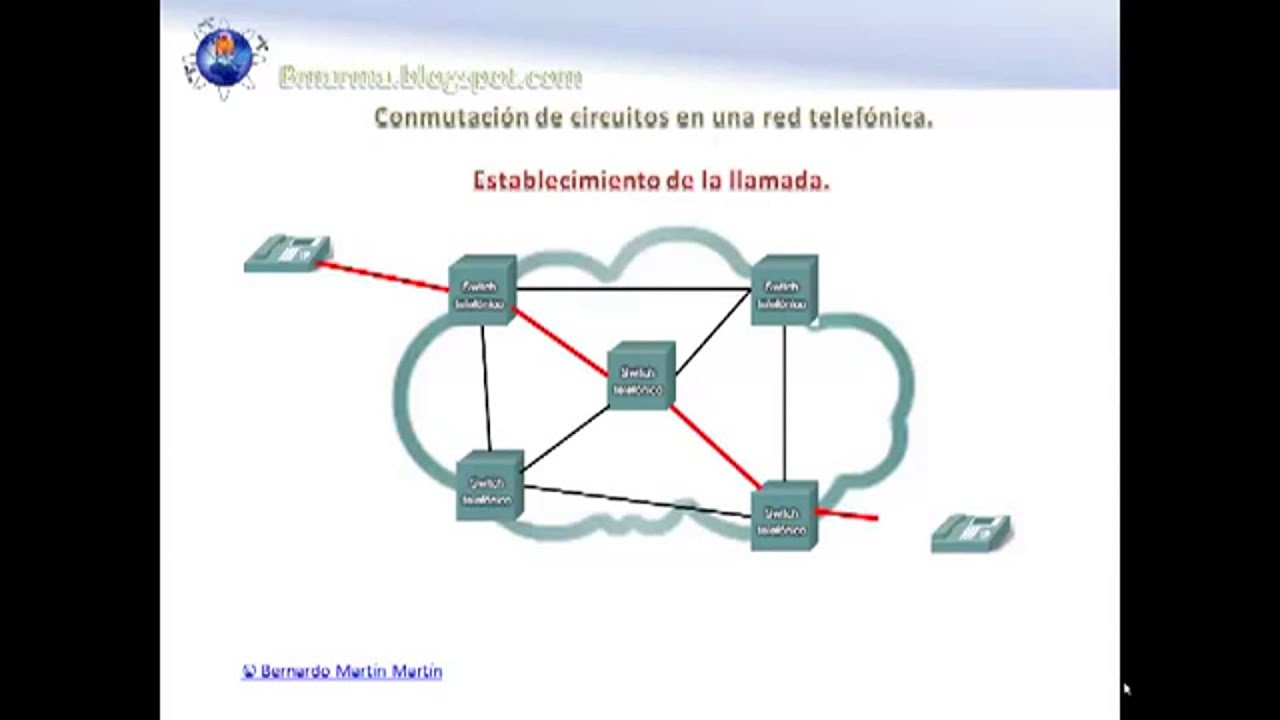 Bmarma.blogspot.com
Conmutación de circuitos en una red telefónica.
Establecimiento de la llamada.
Switch
telefónico
Switch
telefónico
Switch
telefónico
Switch
telefónico
Switch
telefónico
© Bernardo Martín Martín